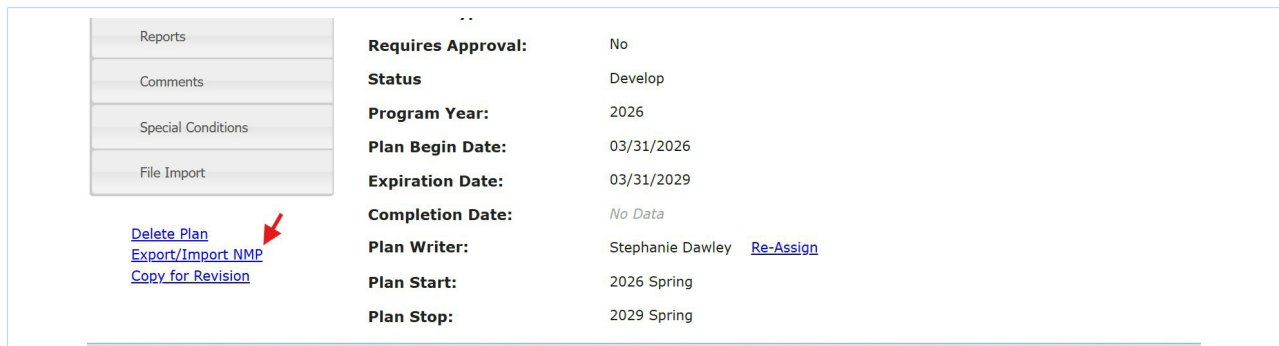 Reports
Comments
Special Conditions
File Import
Delete Plan
Export/Import NMP
Copy for Revision
Requires Approval: No
Status Develop
Program Year: 2026
Plan Begin Date: 03/31/2026
Expiration Date: 03/31/2029
Completion Date: No Data
Plan Writer: Stephanie Dawley Re-Assign
Plan Start: 2026 Spring
Plan Stop: 2029 Spring